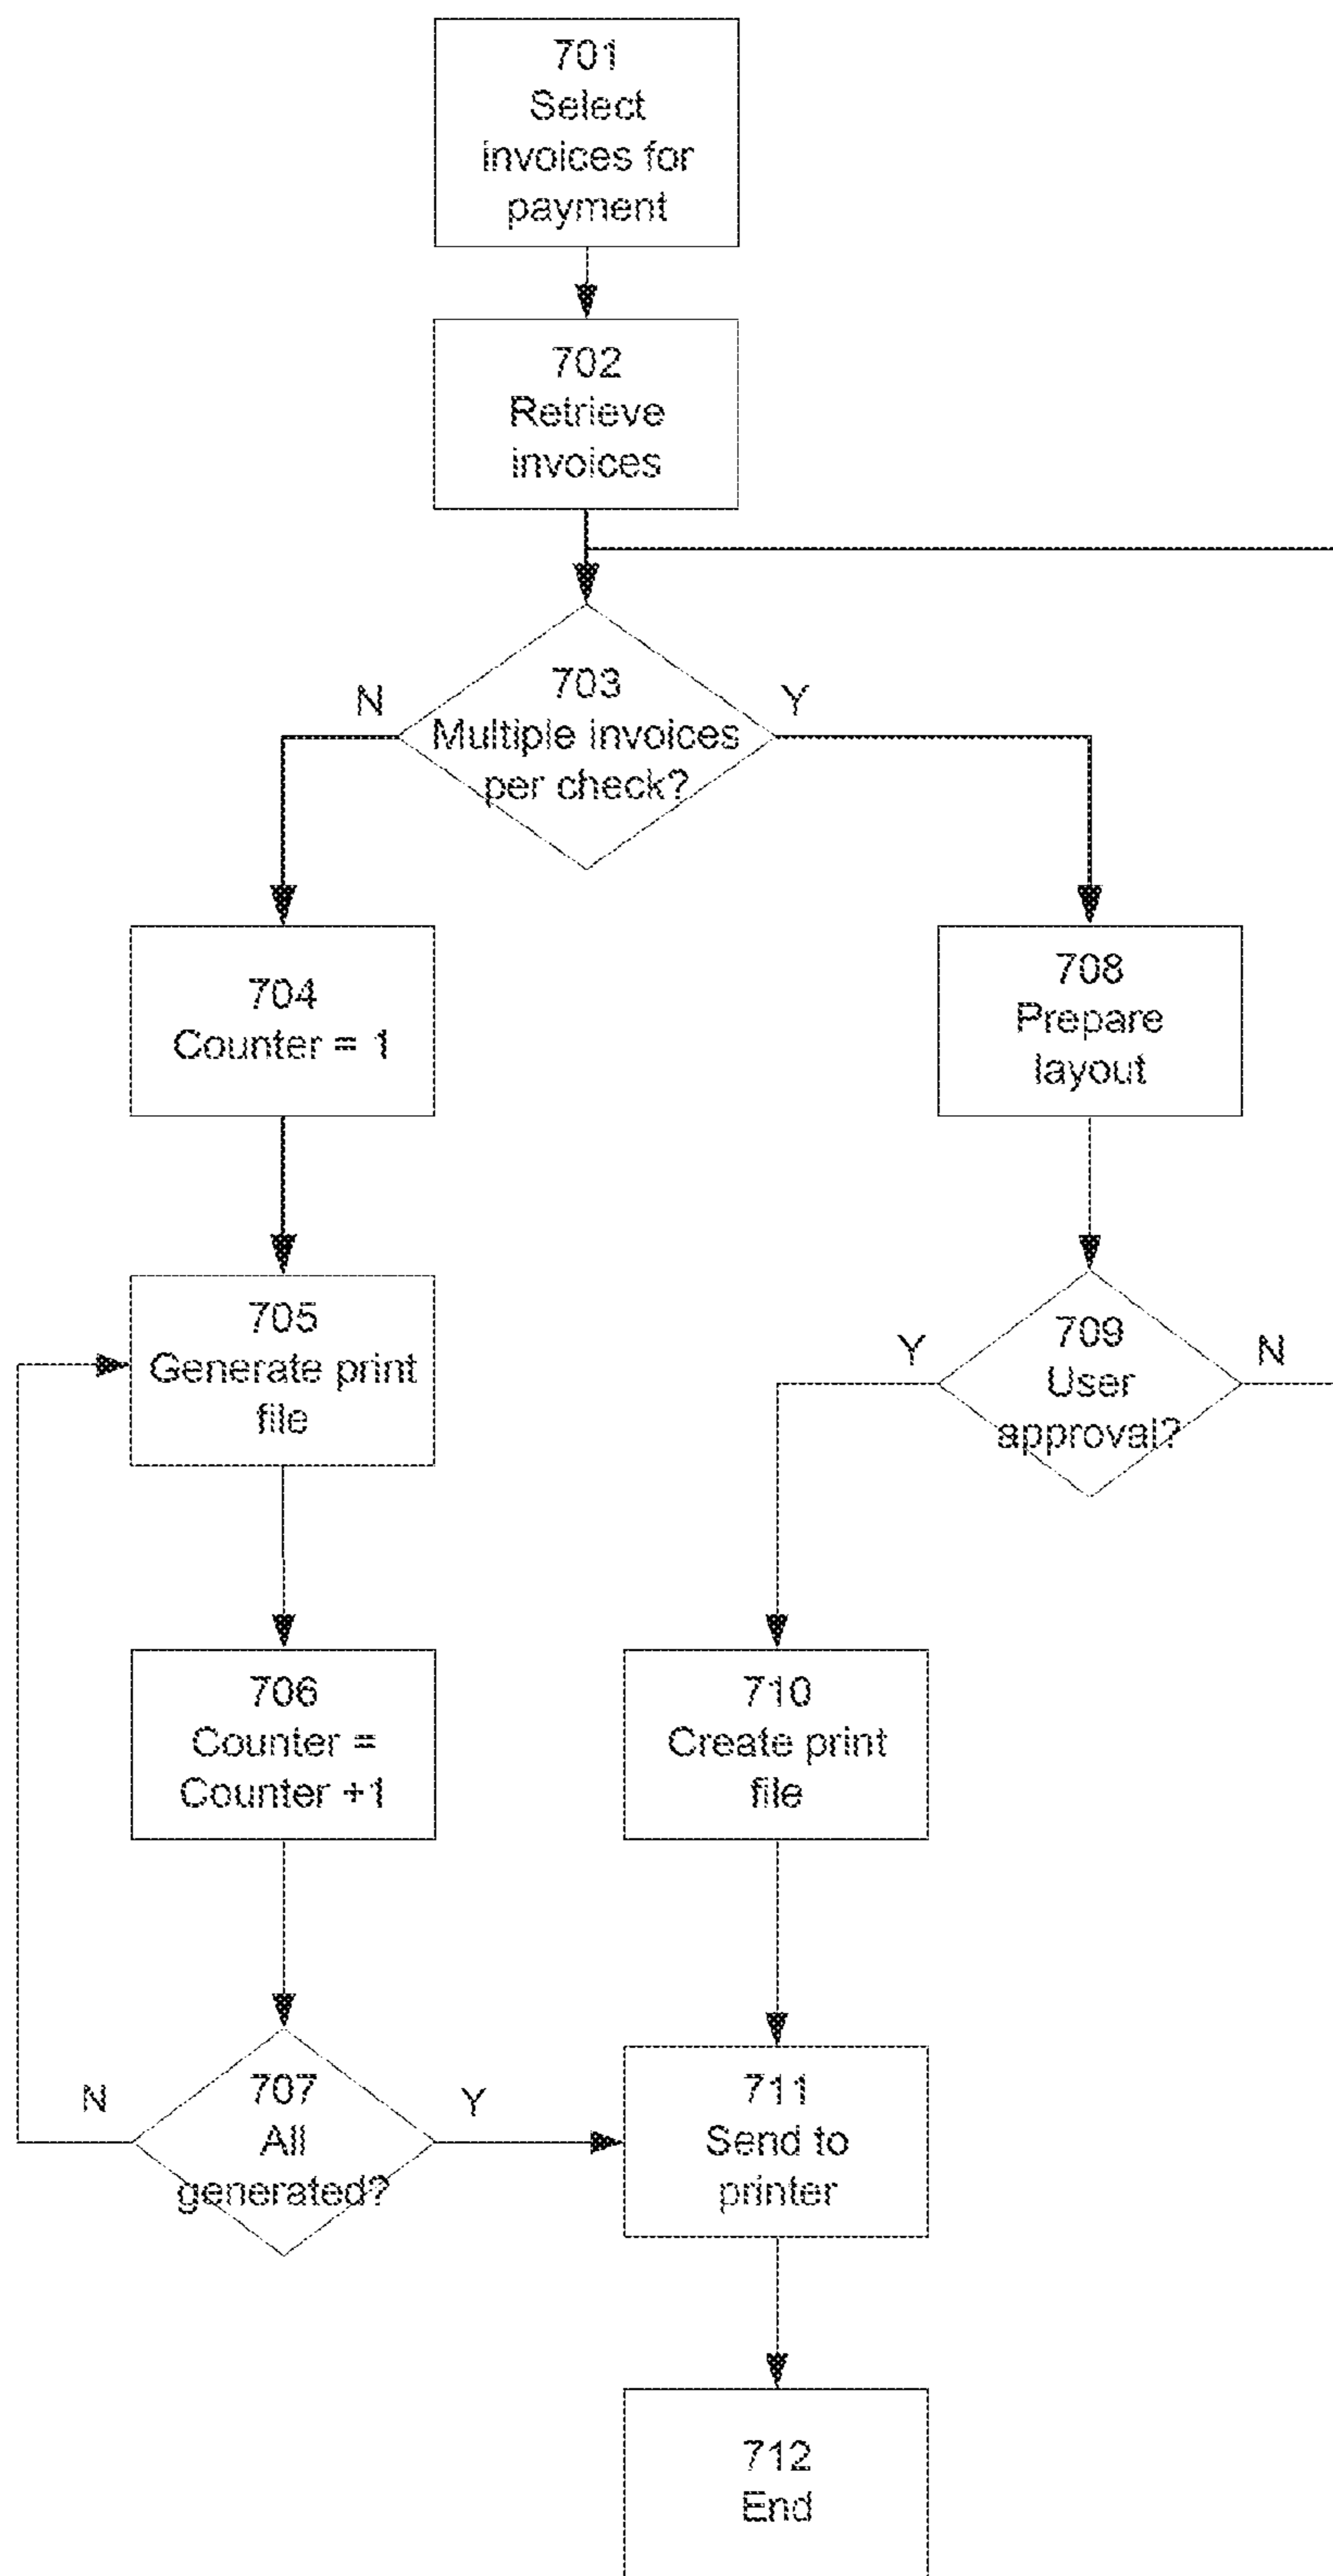 701
Select
invoices for
payment
702
Retrieve
invoices
N
703
Multiple invoices
per check?
Y
704
Counter = 1
708
Prepare
layout
705
Generate print
file
Y
709
User
approval?
N
706
Counter =
Counter +1
710
Create print
file
N
707
All
generated?
Y
711
Send to
printer
712
End